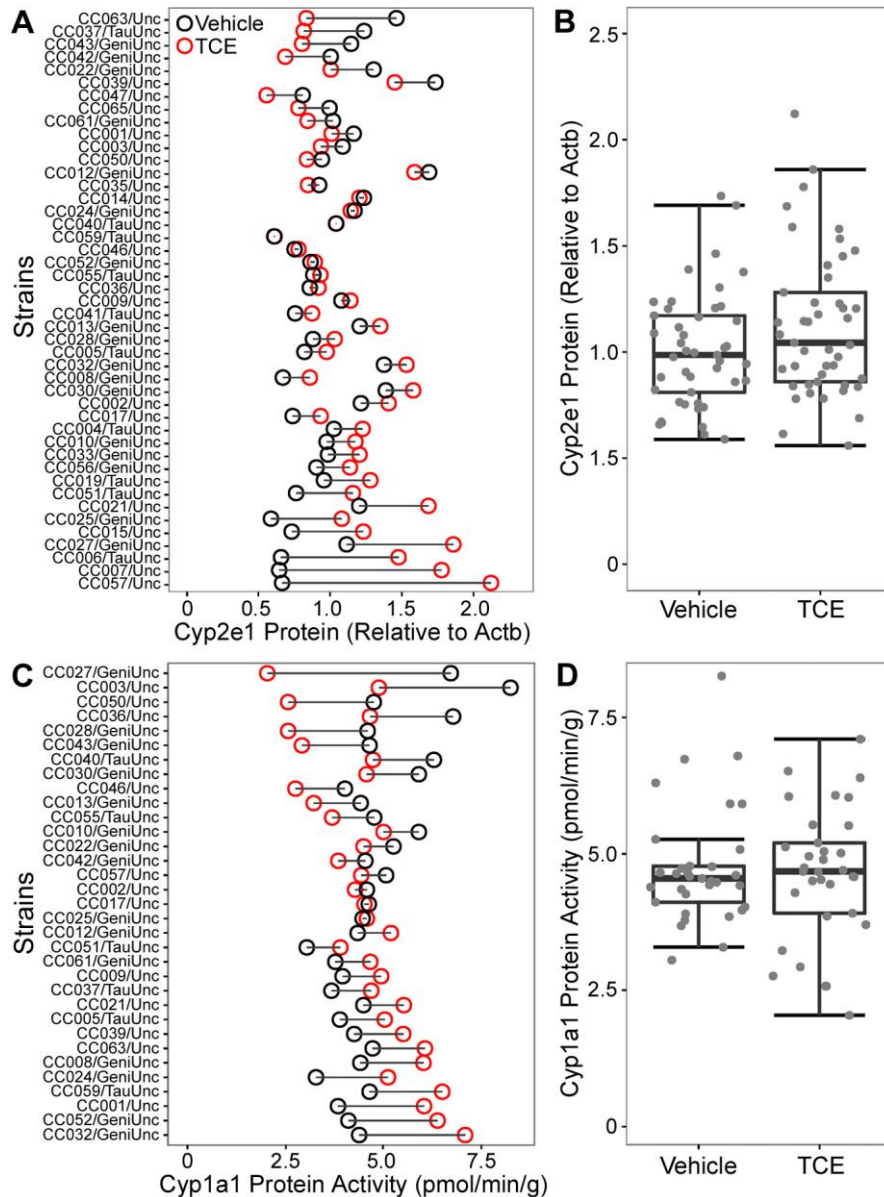 A
Vehicle
TCE
Strains
CC063/Unc
CC037/TauUnc
CC043/GeniUnc
CC042/GeniUnc
CC022/GeniUnc
CC039/Unc
CC047/Unc
CC065/Unc
CC061/GeniUnc
CC001/Unc
CC003/Unc
CC050/Unc
CC012/GeniUnc
CC035/Unc
CC014/Unc
CC024/GeniUnc
CC040/TauUnc
CC059/TauUnc
CC046/Unc
CC052/GeniUnc
CC055/TauUnc
CC036/Unc
CC009/Unc
CC041/TauUnc
CC013/GeniUnc
CC028/GeniUnc
CC005/TauUnc
CC032/GeniUnc
CC008/GeniUnc
CC030/GeniUnc
CC002/Unc
CC017/Unc
CC004/TauUnc
CC010/GeniUnc
CC033/GeniUnc
CC056/GeniUnc
CC019/TauUnc
CC051/TauUnc
CC021/Unc
CC025/GeniUnc
CC015/Unc
CC027/GeniUnc
CC006/TauUnc
CC007/Unc
CC057/Unc
0 0.5 1.0 1.5 2.0
Cyp2e1 Protein (Relative to Actb)
B
Cyp2e1 Protein (Relative to Actb)
2.5
2.0
1.5
1.0
1.5
0
Vehicle TCE
C
Strains
CC027/GeniUnc
CC003/Unc
CC050/Unc
CC036/Unc
CC028/GeniUnc
CC043/GeniUnc
CC040/TauUnc
CC030/GeniUnc
CC046/Unc
CC013/GeniUnc
CC055/TauUnc
CC010/GeniUnc
CC022/GeniUnc
CC042/GeniUnc
CC057/Unc
CC002/Unc
CC017/Unc
CC025/GeniUnc
CC012/GeniUnc
CC051/TauUnc
CC061/GeniUnc
CC009/Unc
CC037/TauUnc
CC021/Unc
CC005/TauUnc
CC039/Unc
CC063/Unc
CC008/GeniUnc
CC024/GeniUnc
CC059/TauUnc
CC001/Unc
CC052/GeniUnc
CC032/GeniUnc
0 2.5 5.0 7.5
Cyp1a1 Protein Activity (pmol/min/g)
D
Cyp1a1 Protein Activity (pmol/min/g)
7.5
5.0
2.5
0
Vehicle TCE